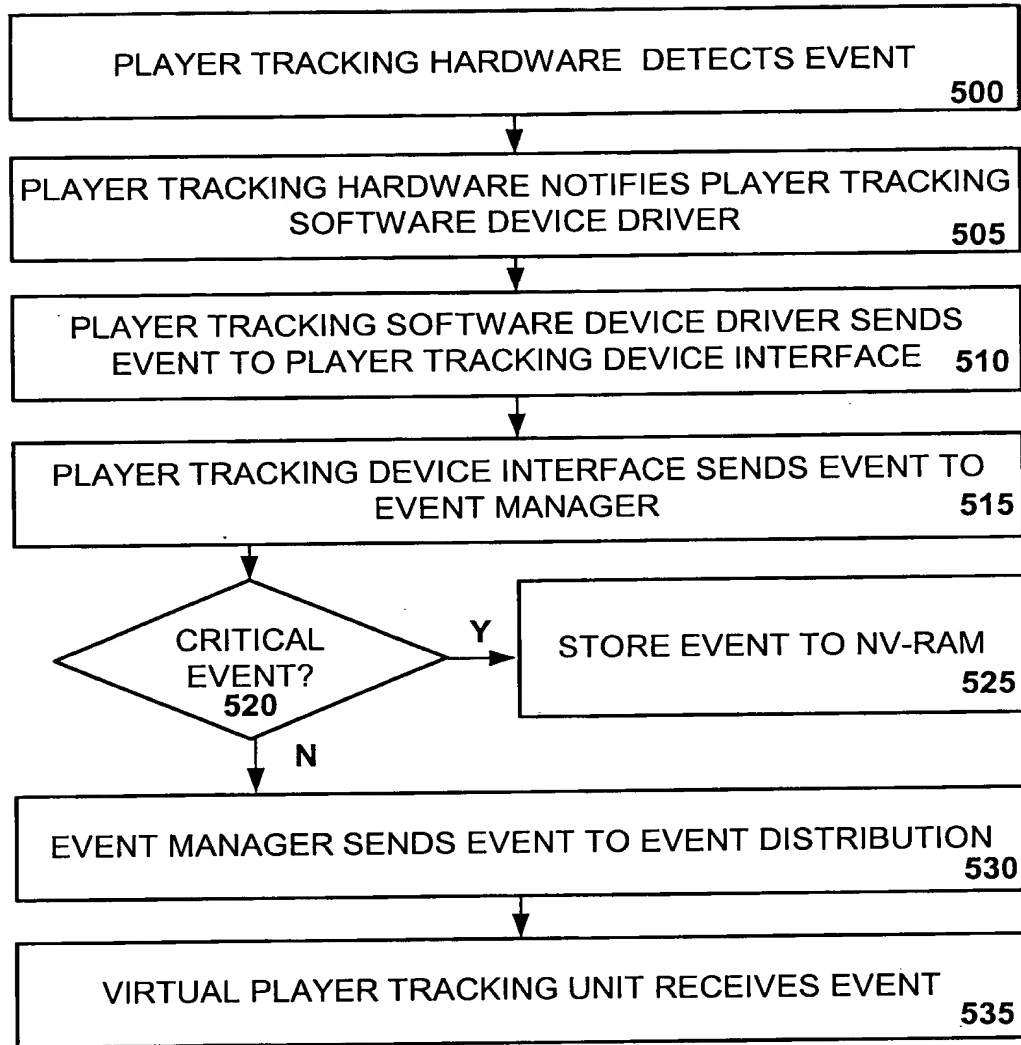 PLAYER TRACKING HARDWARE DETECTS EVENT
500
PLAYER TRACKING HARDWARE NOTIFIES PLAYER TRACKING
SOFTWARE DEVICE DRIVER
505
PLAYER TRACKING SOFTWARE DEVICE DRIVER SENDS
EVENT TO PLAYER TRACKING DEVICE INTERFACE
510
PLAYER TRACKING DEVICE INTERFACE SENDS EVENT TO
EVENT MANAGER
515
CRITICAL
EVENT?
520
Y
STORE EVENT TO NV-RAM
525
N
EVENT MANAGER SENDS EVENT TO EVENT DISTRIBUTION
530
VIRTUAL PLAYER TRACKING UNIT RECEIVES EVENT
535